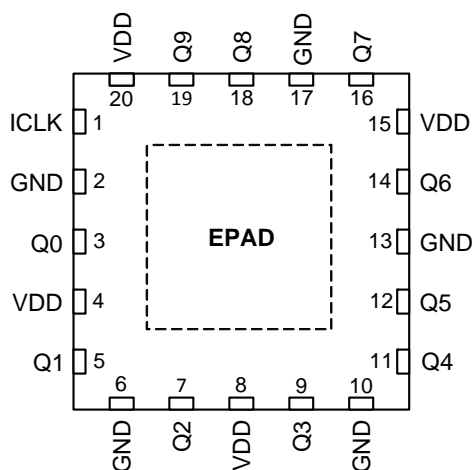 VDD Q9 Q8 GND Q7
20 19 18 17 16
ICLK 1 15 VDD
GND 2 14 Q6
Q0 3 EPAD 13 GND
VDD 4 12 Q5
Q1 5 11 Q4
6 7 8 9 10
GND Q2 VDD Q3 GND